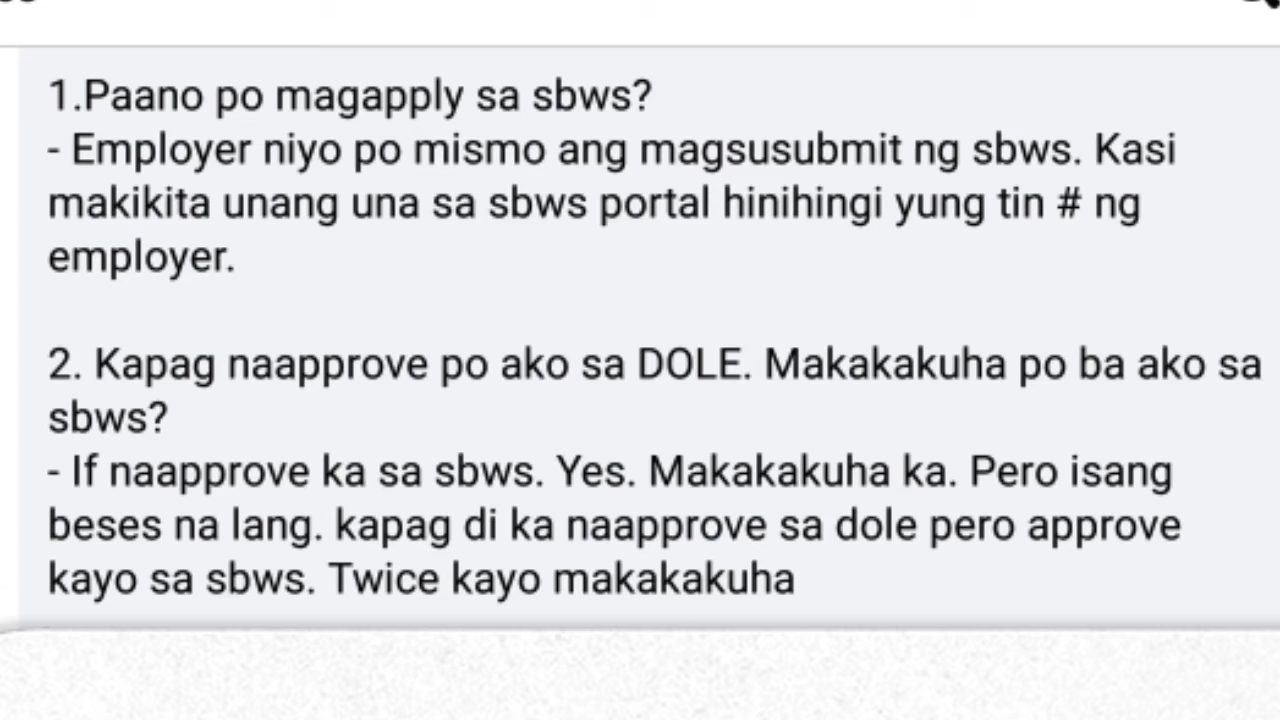 1.Paano po magapply sa sbws?
- Employer niyo po mismo ang magsusubmit ng sbws. Kasi
makikita unang una sa sbws portal hinihingi yung tin # ng
employer.
2. Kapag naapprove po ako sa DOLE. Makakakuha po ba ako sa
sbws?
- If naapprove ka sa sbws. Yes. Makakakuha ka. Pero isang
beses na lang. kapag di ka naapprove sa dole pero approve
kayo sa sbws. Twice kayo makakakuha